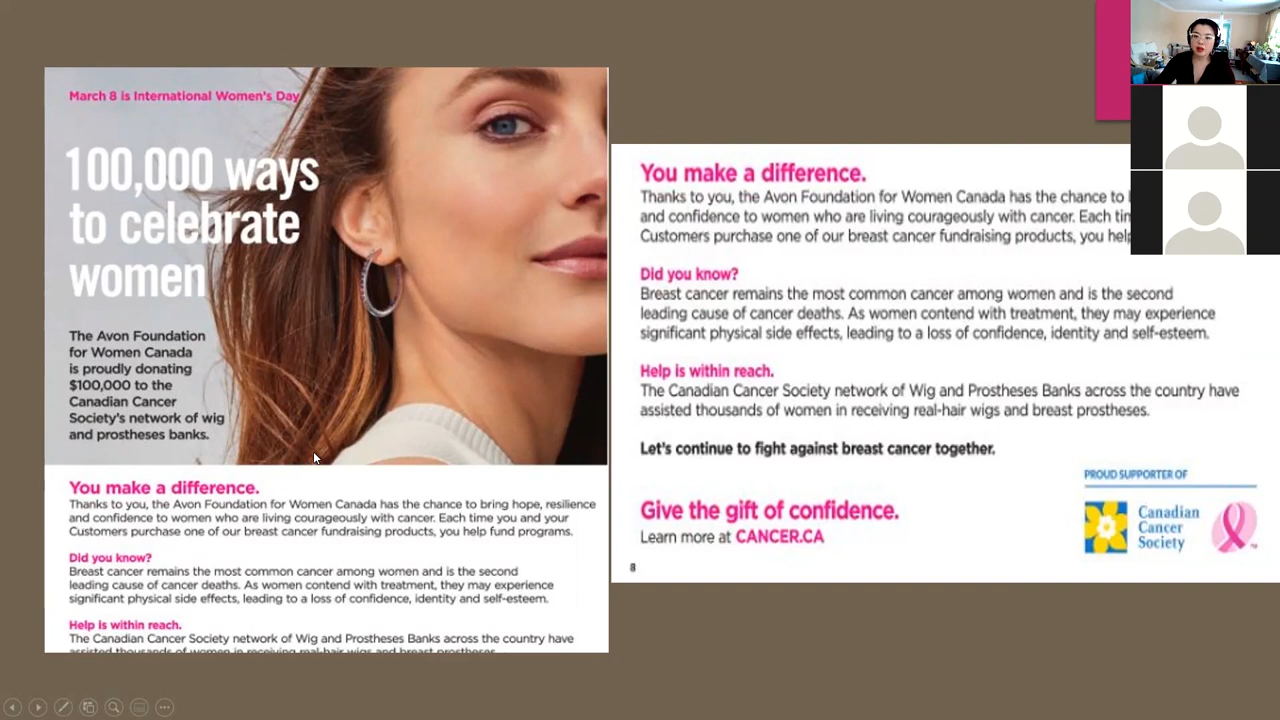 March 8 is International Women's Day
100,000 ways
to celebrate
women
The Avon Foundation
for Women Canada
is proudly donating
$100,000 to the
Canadian Cancer
Society's network of wig
and prostheses banks.
You make a difference.
Thanks to you, the Avon Foundation for Women Canada has the chance to bring hope, resilience
and confidence to women who are living courageously with cancer. Each time you and your
Customers purchase one of our breast cancer fundraising products, you help fund programs.
Did you know?
Breast cancer remains the most common cancer among women and is the second
leading cause of cancer deaths. As women contend with treatment, they may experience
significant physical side effects, leading to a loss of confidence, identity and self-esteem.
Help is within reach.
The Canadian Cancer Society network of Wig and Prostheses Banks across the country have
assisted thousands of women in receiving real-hair wigs and breast prostheses.
You make a difference.
Thanks to you, the Avon Foundation for Women Canada has the chance to
and confidence to women who are living courageously with cancer. Each
Customers purchase one of our breast cancer fundraising products, you help
Did you know?
Breast cancer remains the most common cancer among women and is the second
leading cause of cancer deaths. As women contend with treatment, they may experience
significant physical side effects, leading to a loss of confidence, identity and self-esteem.
Help is within reach.
The Canadian Cancer Society network of Wig and Prostheses Banks across the country have
assisted thousands of women in receiving real-hair wigs and breast prostheses.
Let's continue to fight against breast cancer together.
PROUD SUPPORTER OF
Canadian
Cancer
Society
TM
Give the gift of confidence.
Learn more at CANCER.CA
8